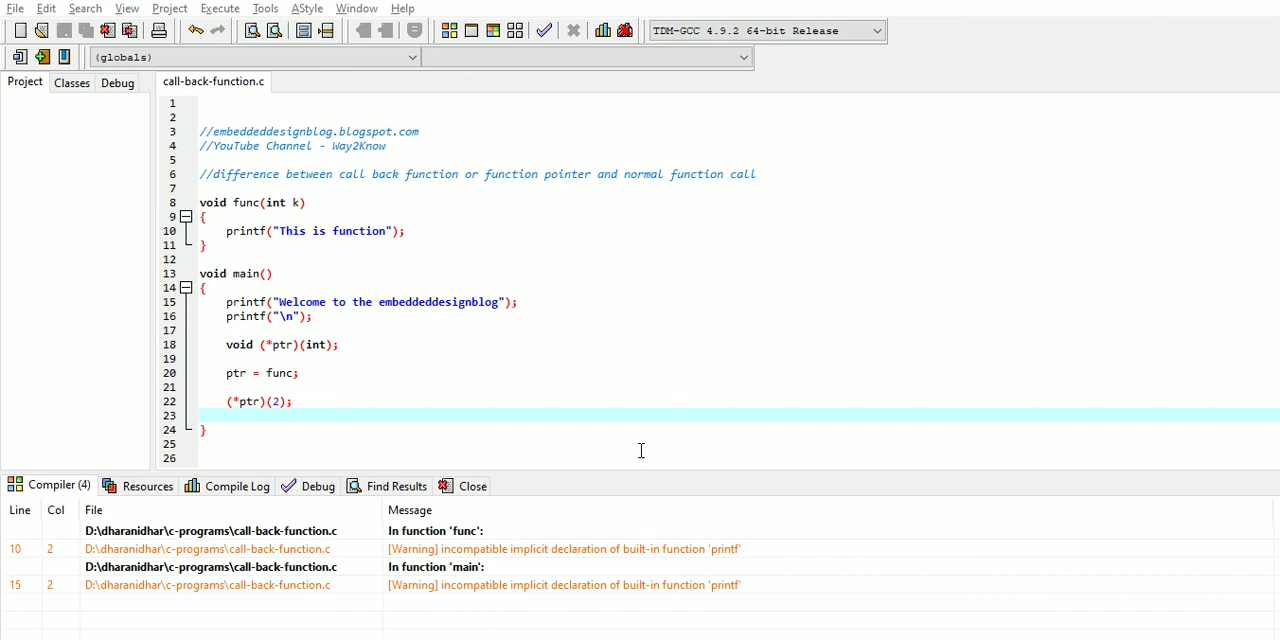 File Edit Search View Project Execute Tools AStyle Window Help
TDM-GCC 4.9.2 64-bit Release
(globals)
Project Classes Debug call-back-function.c
1
2
3 //embeddeddesignblog.blogspot.com
4 //YouTube Channel - Way2Know
5
6 //difference between call back function or function pointer and normal function call
7
8 void func(int k)
9 {
10 printf("This is function");
11 }
12
13 void main()
14 {
15 printf("Welcome to the embeddeddesignblog");
16 printf("\n");
17
18 void (*ptr)(int);
19
20 ptr = func;
21
22 (*ptr)(2);
23
24 }
25
26
Compiler (4) Resources Compile Log Debug Find Results Close
Line Col File Message
D:\dharanidhar\c-programs\call-back-function.c In function 'func':
10 2 D:\dharanidhar\c-programs\call-back-function.c [Warning] incompatible implicit declaration of built-in function 'printf'
D:\dharanidhar\c-programs\call-back-function.c In function 'main':
15 2 D:\dharanidhar\c-programs\call-back-function.c [Warning] incompatible implicit declaration of built-in function 'printf'